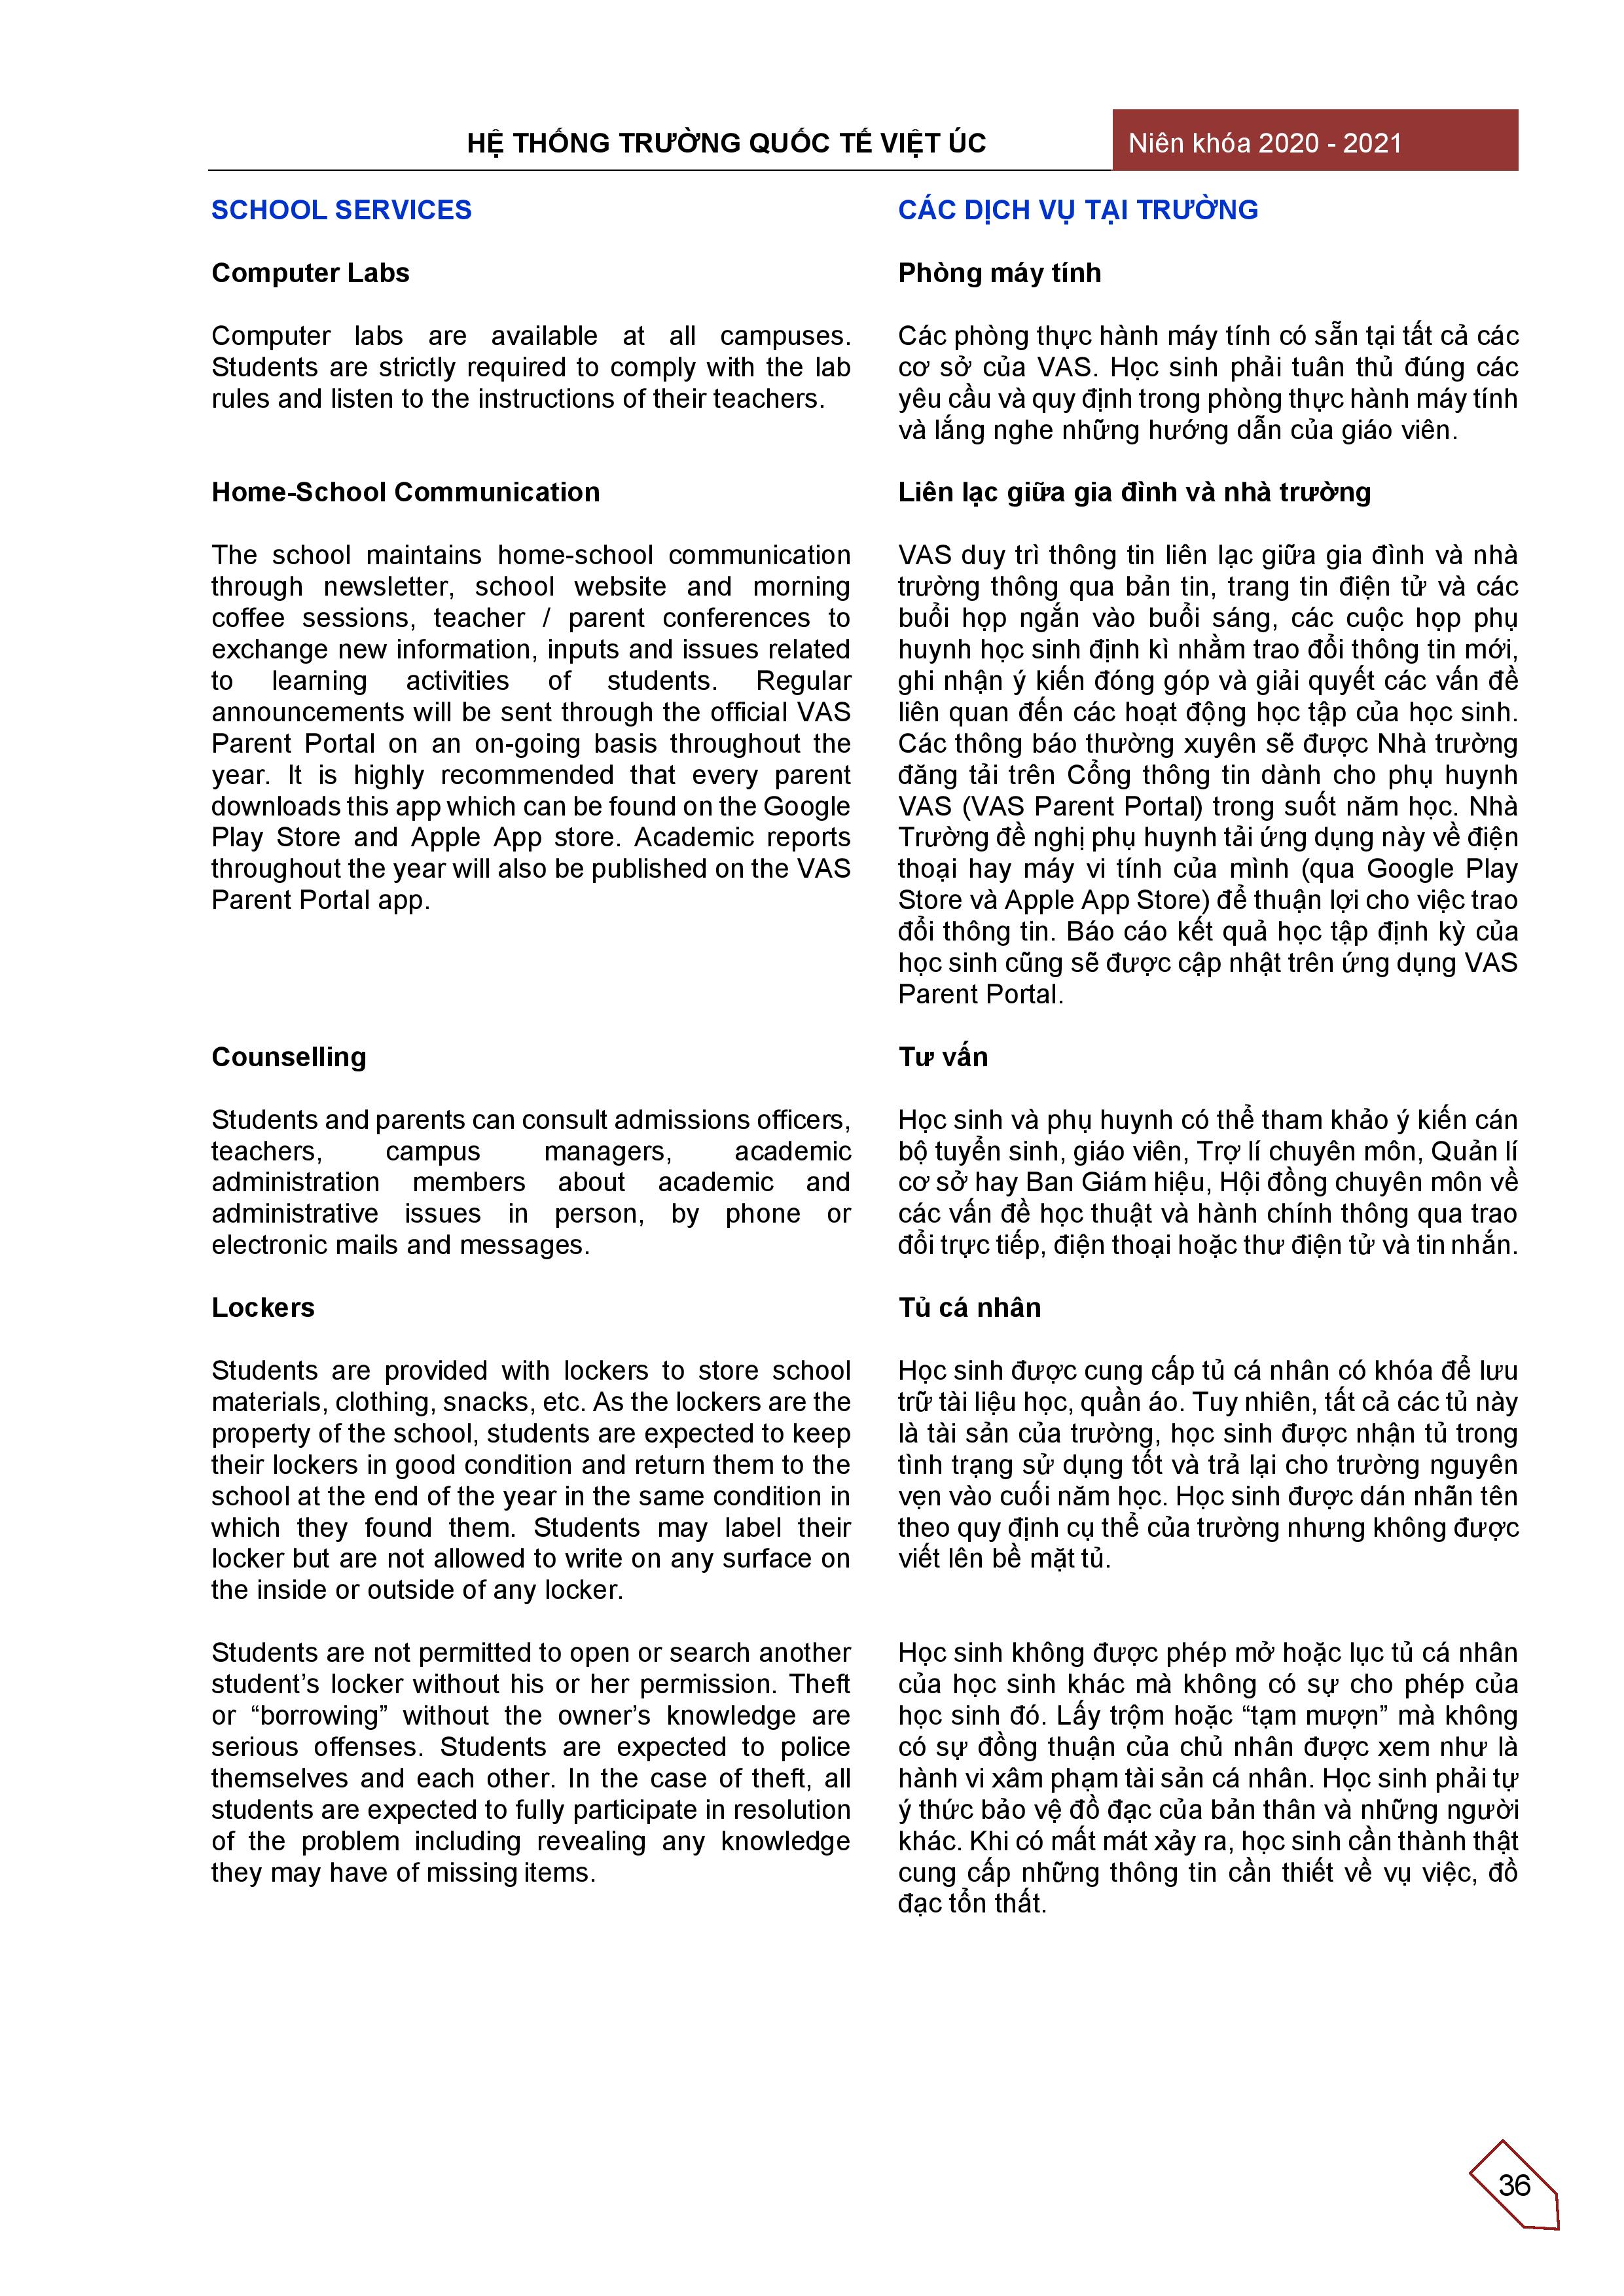 HỆ THỐNG TRƯỜNG QUỐC TẾ VIỆT ÚC
Niên khóa 2020 - 2021
SCHOOL SERVICES
Computer Labs
Computer labs are available at all campuses.
Students are strictly required to comply with the lab
rules and listen to the instructions of their teachers.
Home-School Communication
The school maintains home-school communication
through newsletter, school website and morning
coffee sessions, teacher / parent conferences to
exchange new information, inputs and issues related
to learning activities of students. Regular
announcements will be sent through the official VAS
Parent Portal on an on-going basis throughout the
year. It is highly recommended that every parent
downloads this app which can be found on the Google
Play Store and Apple App store. Academic reports
throughout the year will also be published on the VAS
Parent Portal app.
Counselling
Students and parents can consult admissions officers,
teachers, campus managers, academic
administration members about academic and
administrative issues in person, by phone or
electronic mails and messages.
Lockers
Students are provided with lockers to store school
materials, clothing, snacks, etc. As the lockers are the
property of the school, students are expected to keep
their lockers in good condition and return them to the
school at the end of the year in the same condition in
which they found them. Students may label their
locker but are not allowed to write on any surface on
the inside or outside of any locker.
Students are not permitted to open or search another
student’s locker without his or her permission. Theft
or “borrowing” without the owner’s knowledge are
serious offenses. Students are expected to police
themselves and each other. In the case of theft, all
students are expected to fully participate in resolution
of the problem including revealing any knowledge
they may have of missing items.
CÁC DỊCH VỤ TẠI TRƯỜNG
Phòng máy tính
Các phòng thực hành máy tính có sẵn tại tất cả các
cơ sở của VAS. Học sinh phải tuân thủ đúng các
yêu cầu và quy định trong phòng thực hành máy tính
và lắng nghe những hướng dẫn của giáo viên.
Liên lạc giữa gia đình và nhà trường
VAS duy trì thông tin liên lạc giữa gia đình và nhà
trường thông qua bản tin, trang tin điện tử và các
buổi họp ngắn vào buổi sáng, các cuộc họp phụ
huynh học sinh định kì nhằm trao đổi thông tin mới,
ghi nhận ý kiến đóng góp và giải quyết các vấn đề
liên quan đến các hoạt động học tập của học sinh.
Các thông báo thường xuyên sẽ được Nhà trường
đăng tải trên Cổng thông tin dành cho phụ huynh
VAS (VAS Parent Portal) trong suốt năm học. Nhà
Trường đề nghị phụ huynh tải ứng dụng này về điện
thoại hay máy vi tính của mình (qua Google Play
Store và Apple App Store) để thuận lợi cho việc trao
đổi thông tin. Báo cáo kết quả học tập định kỳ của
học sinh cũng sẽ được cập nhật trên ứng dụng VAS
Parent Portal.
Tư vấn
Học sinh và phụ huynh có thể tham khảo ý kiến cán
bộ tuyển sinh, giáo viên, Trợ lí chuyên môn, Quản lí
cơ sở hay Ban Giám hiệu, Hội đồng chuyên môn về
các vấn đề học thuật và hành chính thông qua trao
đổi trực tiếp, điện thoại hoặc thư điện tử và tin nhắn.
Tủ cá nhân
Học sinh được cung cấp tủ cá nhân có khóa để lưu
trữ tài liệu học, quần áo. Tuy nhiên, tất cả các tủ này
là tài sản của trường, học sinh được nhận tủ trong
tình trạng sử dụng tốt và trả lại cho trường nguyên
vẹn vào cuối năm học. Học sinh được dán nhãn tên
theo quy định cụ thể của trường nhưng không được
viết lên bề mặt tủ.
Học sinh không được phép mở hoặc lục tủ cá nhân
của học sinh khác mà không có sự cho phép của
học sinh đó. Lấy trộm hoặc “tạm mượn” mà không
có sự đồng thuận của chủ nhân được xem như là
hành vi xâm phạm tài sản cá nhân. Học sinh phải tự
ý thức bảo vệ đồ đạc của bản thân và những người
khác. Khi có mất mát xảy ra, học sinh cần thành thật
cung cấp những thông tin cần thiết về vụ việc, đồ
đạc tổn thất.
36